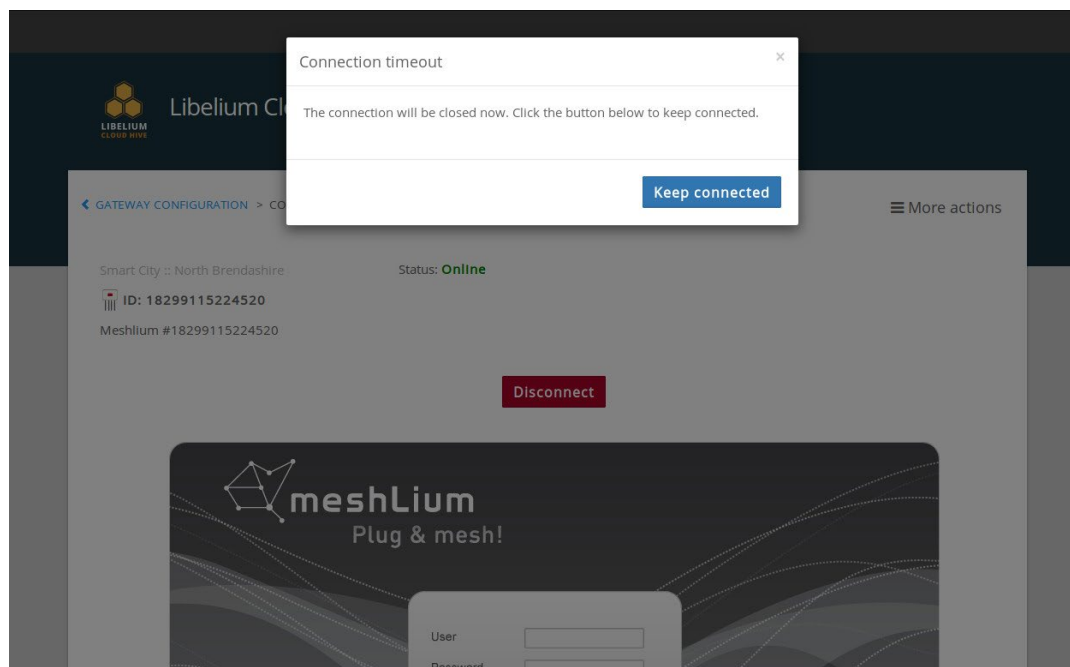 Connection timeout
×
Libelium Cl
The connection will be closed now. Click the button below to keep connected.
LIBELIUM
CLOUD HIVE
Keep connected
GATEWAY CONFIGURATION > CO
More actions
Smart City :: North Brendashire
Status: Online
ID: 18299115224520
Meshlium #18299115224520
Disconnect
meshLium
Plug & mesh!
User
Password